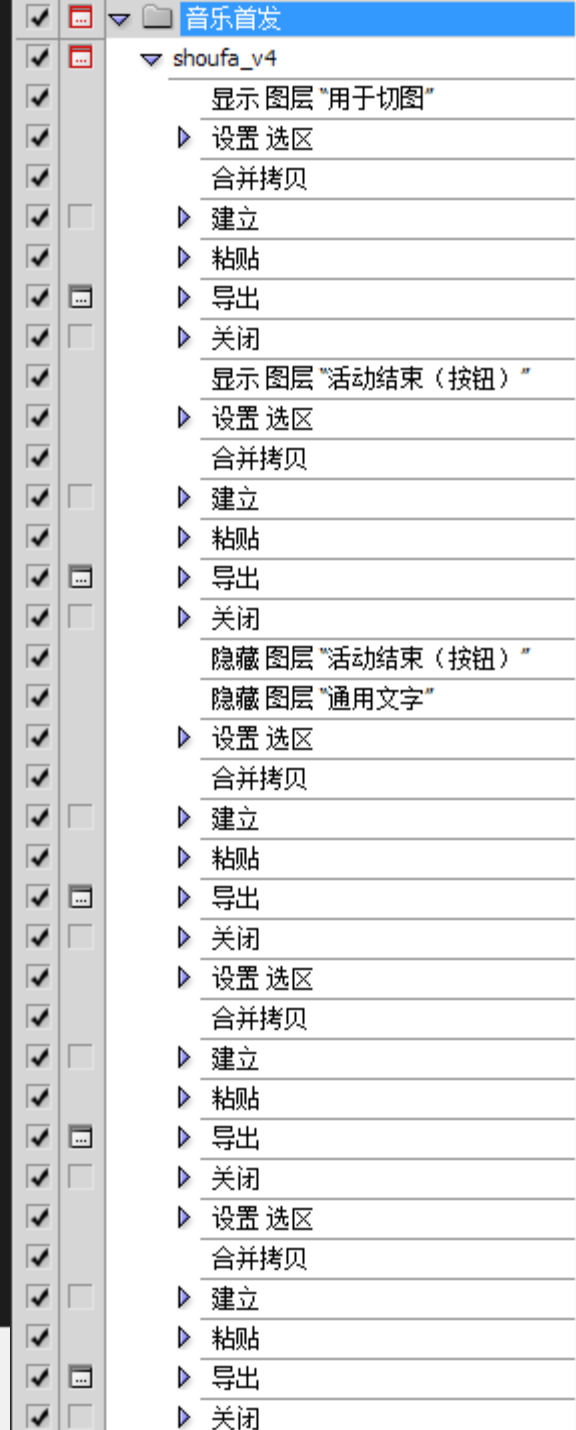 音乐首发
shoufa_v4
显示 图层 "用于切图"
设置 选区
合并拷贝
建立
粘贴
导出
关闭
显示 图层 "活动结束（按钮）"
设置 选区
合并拷贝
建立
粘贴
导出
关闭
隐藏 图层 "活动结束（按钮）"
隐藏 图层 "通用文字"
设置 选区
合并拷贝
建立
粘贴
导出
关闭
设置 选区
合并拷贝
建立
粘贴
导出
关闭
设置 选区
合并拷贝
建立
粘贴
导出
关闭